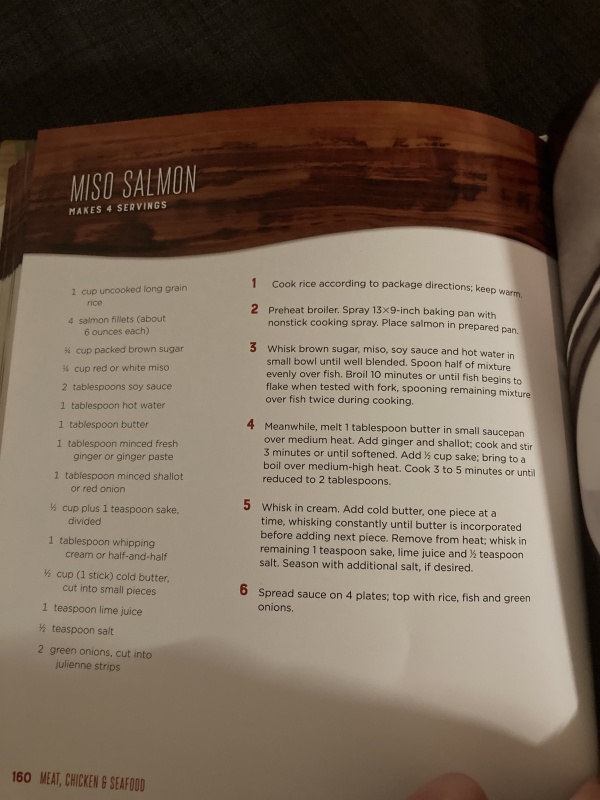 MISO SALMON
MAKES 4 SERVINGS
1 cup uncooked long grain
rice
4 salmon fillets (about
6 ounces each)
cup packed brown sugar
cup red or white miso
2 tablespoons soy sauce
1 tablespoon hot water
1 tablespoon butter
1 tablespoon minced fresh
ginger or ginger paste
1 tablespoon minced shallot
or red onion
½ cup plus 1 teaspoon sake,
divided
1 tablespoon whipping
cream or half-and-half
½ cup (1 stick) cold butter,
cut into small pieces
1 teaspoon lime juice
½ teaspoon salt
2 green onions, cut into
julienne strips
1 Cook rice according to package directions; keep warm.
2 Preheat broiler. Spray 13×9-inch baking pan with
nonstick cooking spray. Place salmon in prepared pan.
3 Whisk brown sugar, miso, soy sauce and hot water in
small bowl until well blended. Spoon half of mixture
evenly over fish. Broil 10 minutes or until fish begins to
flake when tested with fork, spooning remaining mixture
over fish twice during cooking.
4 Meanwhile, melt 1 tablespoon butter in small saucepan
over medium heat. Add ginger and shallot; cook and stir
3 minutes or until softened. Add ½ cup sake; bring to a
boil over medium-high heat. Cook 3 to 5 minutes or until
reduced to 2 tablespoons.
5 Whisk in cream. Add cold butter, one piece at a
time, whisking constantly until butter is incorporated
before adding next piece. Remove from heat; whisk in
remaining 1 teaspoon sake, lime juice and ½ teaspoon
salt. Season with additional salt, if desired.
6 Spread sauce on 4 plates; top with rice, fish and green
onions.
160 MEAT, CHICKEN & SEAFOOD